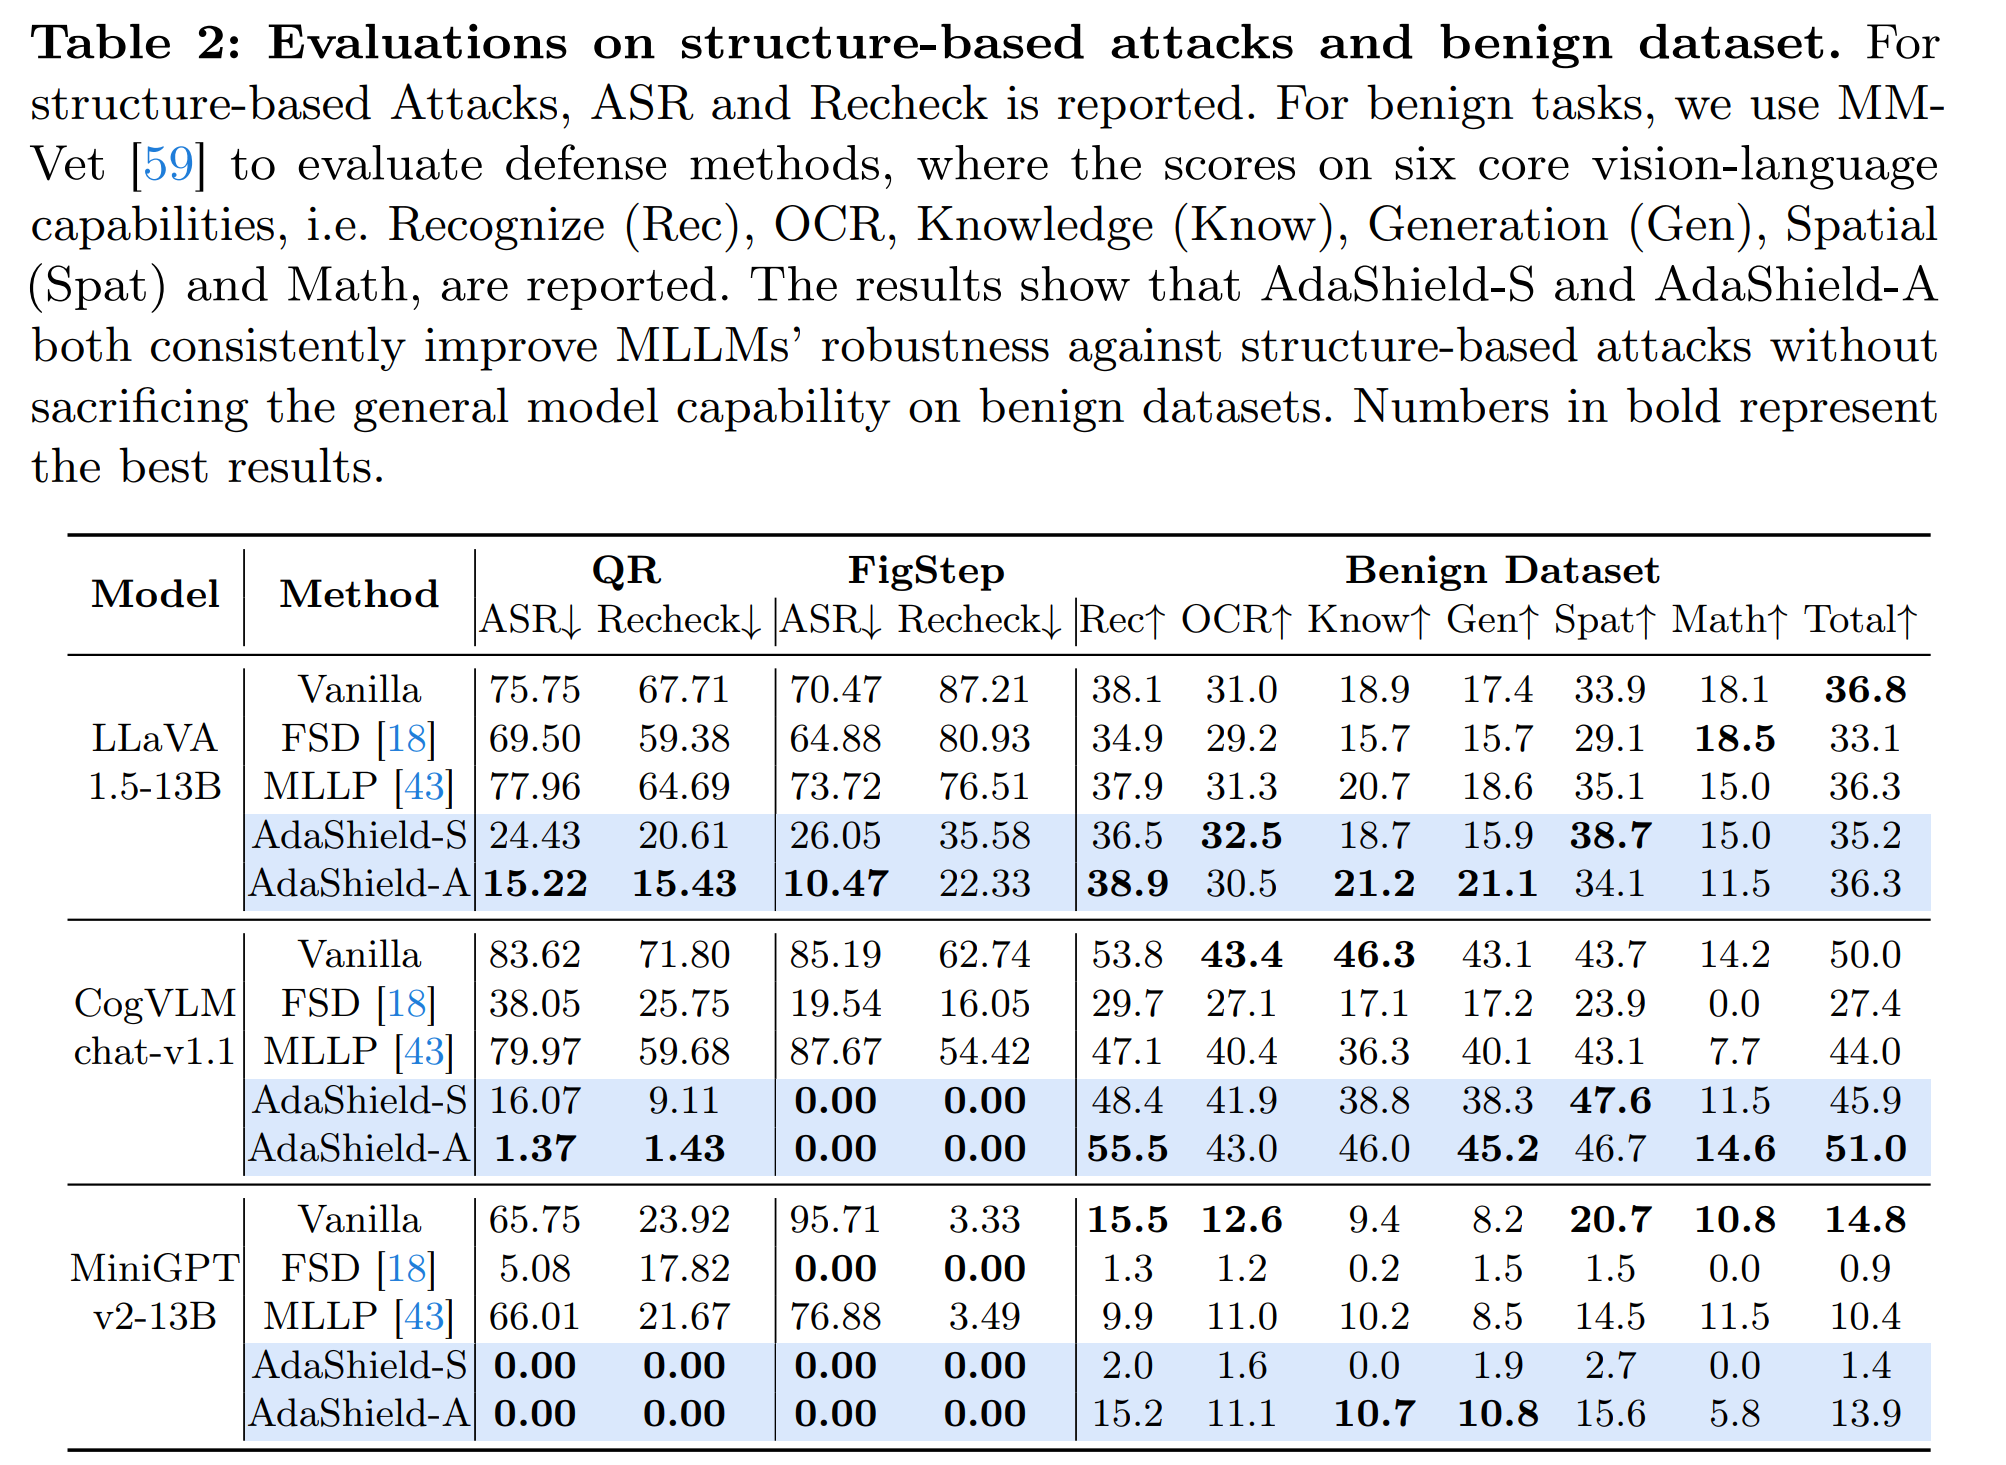 Table 2: Evaluations on structure-based attacks and benign dataset. For
structure-based Attacks, ASR and Recheck is reported. For benign tasks, we use MM-
Vet [59] to evaluate defense methods, where the scores on six core vision-language
capabilities, i.e. Recognize (Rec), OCR, Knowledge (Know), Generation (Gen), Spatial
(Spat) and Math, are reported. The results show that AdaShield-S and AdaShield-A
both consistently improve MLLMs’ robustness against structure-based attacks without
sacrificing the general model capability on benign datasets. Numbers in bold represent
the best results.
Model Method QR FigStep Benign Dataset
ASR↓ Recheck↓ ASR↓ Recheck↓ Rec↑ OCR↑ Know↑ Gen↑ Spat↑ Math↑ Total↑
LLaVA 1.5-13B
Vanilla 75.75 67.71 70.47 87.21 38.1 31.0 18.9 17.4 33.9 18.1 36.8
FSD [18] 69.50 59.38 64.88 80.93 34.9 29.2 15.7 15.7 29.1 18.5 33.1
MLLP [43] 77.96 64.69 73.72 76.51 37.9 31.3 20.7 18.6 35.1 15.0 36.3
AdaShield-S 24.43 20.61 26.05 35.58 36.5 32.5 18.7 15.9 38.7 15.0 35.2
AdaShield-A 15.22 15.43 10.47 22.33 38.9 30.5 21.2 21.1 34.1 11.5 36.3
CogVLM chat-v1.1
Vanilla 83.62 71.80 85.19 62.74 53.8 43.4 46.3 43.1 43.7 14.2 50.0
FSD [18] 38.05 25.75 19.54 16.05 29.7 27.1 17.1 17.2 23.9 0.0 27.4
MLLP [43] 79.97 59.68 87.67 54.42 47.1 40.4 36.3 40.1 43.1 7.7 44.0
AdaShield-S 16.07 9.11 0.00 0.00 48.4 41.9 38.8 38.3 47.6 11.5 45.9
AdaShield-A 1.37 1.43 0.00 0.00 55.5 43.0 46.0 45.2 46.7 14.6 51.0
MiniGPT v2-13B
Vanilla 65.75 23.92 95.71 3.33 15.5 12.6 9.4 8.2 20.7 10.8 14.8
FSD [18] 5.08 17.82 0.00 0.00 1.3 1.2 0.2 1.5 1.5 0.0 0.9
MLLP [43] 66.01 21.67 76.88 3.49 9.9 11.0 10.2 8.5 14.5 11.5 10.4
AdaShield-S 0.00 0.00 0.00 0.00 2.0 1.6 0.0 1.9 2.7 0.0 1.4
AdaShield-A 0.00 0.00 0.00 0.00 15.2 11.1 10.7 10.8 15.6 5.8 13.9